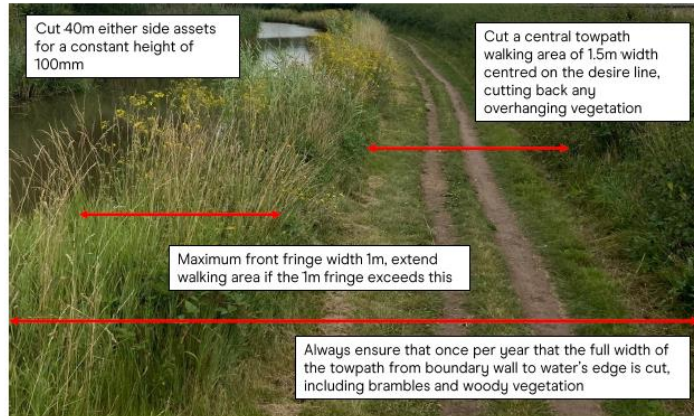 Cut 40m either side assets
for a constant height of
100mm
Cut a central towpath
walking area of 1.5m width
centred on the desire line,
cutting back any
overhanging vegetation
Maximum front fringe width 1m, extend
walking area if the 1m fringe exceeds this
Always ensure that once per year that the full width of
the towpath from boundary wall to water's edge is cut,
including brambles and woody vegetation